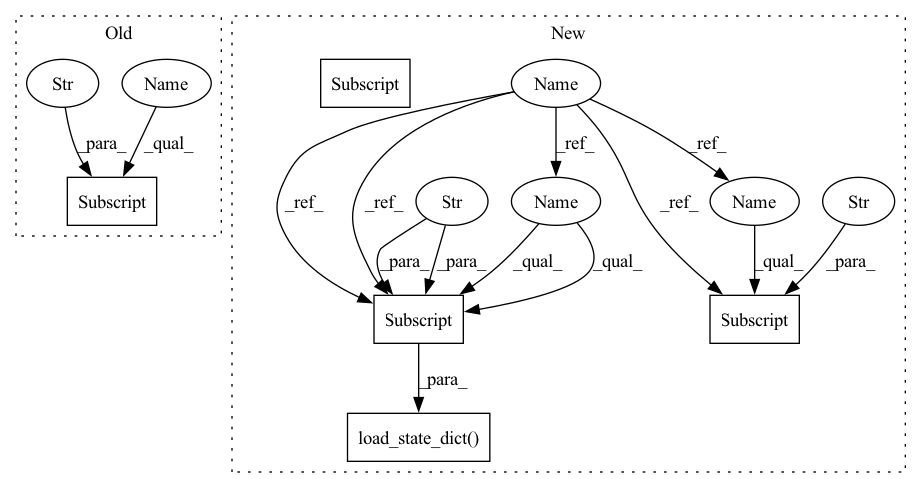 Old
New
Str
Name
Subscript
Name
_para_
_qual_
_ref_
_ref_
Subscript
_ref_
_ref_
_ref_
Str
Name
Name
Str
_para_
_para_
_qual_
_qual_
_qual_
_para_
Subscript
Subscript
_para_
load_state_dict()